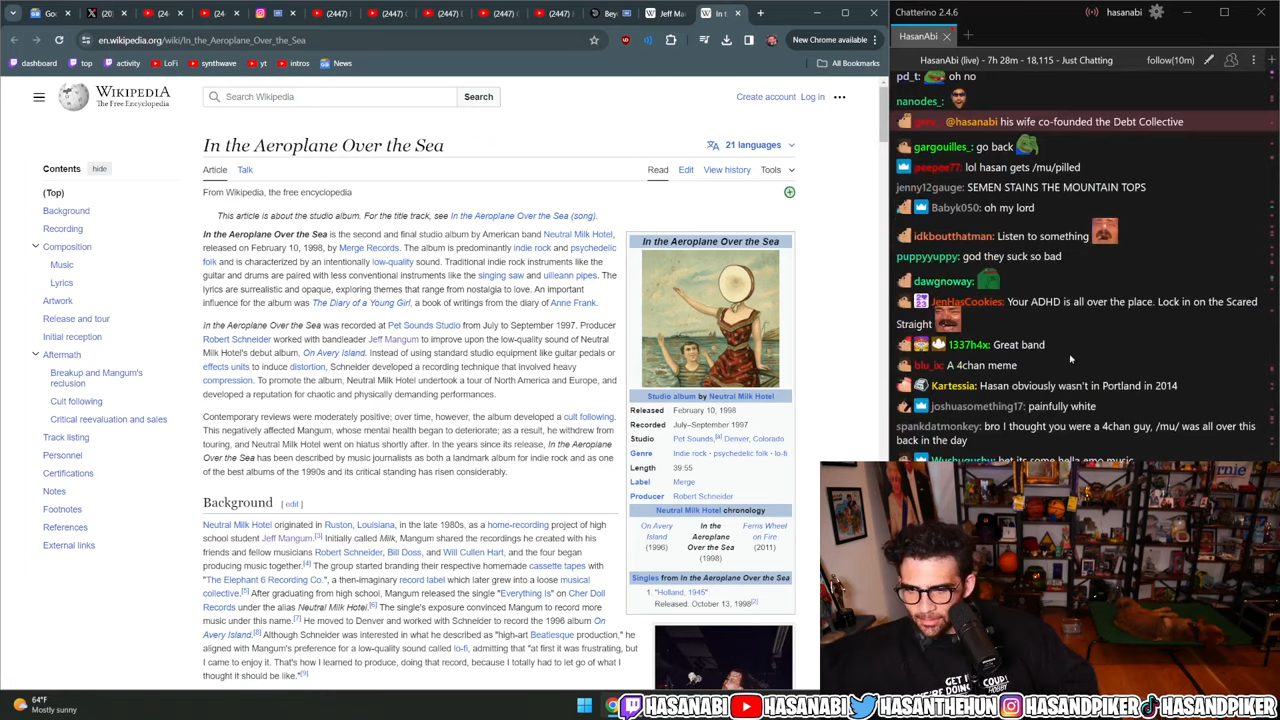 Goo
(20)
(24
(24
(2447)
(244
(2447)
(2447) (
(2447)
Bey
Jeff Ma
In t
en.wikipedia.org/wiki/In_the_Aeroplane_Over_the_Sea
New Chrome available
dashboard
top
activity
LoFi
synthwave
yt
intros
News
All Bookmarks
WIKIPEDIA
The Free Encyclopedia
Search Wikipedia
Search
Create account Log in
Contents hide
(Top)
Background
Recording
Composition
Music
Lyrics
Artwork
Release and tour
Initial reception
Aftermath
Breakup and Mangum's
reclusion
Cult following
Critical reevaluation and sales
Track listing
Personnel
Certifications
Notes
Footnotes
References
External links
In the Aeroplane Over the Sea
21 languages
Article Talk
Read Edit View history Tools
From Wikipedia, the free encyclopedia
This article is about the studio album. For the title track, see In the Aeroplane Over the Sea (song).
In the Aeroplane Over the Sea is the second and final studio album by American band Neutral Milk Hotel,
released on February 10, 1998, by Merge Records. The album is predominantly indie rock and psychedelic
folk and is characterized by an intentionally low-quality sound. Traditional indie rock instruments like the
guitar and drums are paired with less conventional instruments like the singing saw and uilleann pipes. The
lyrics are surrealistic and opaque, exploring themes that range from nostalgia to love. An important
influence for the album was The Diary of a Young Girl, a book of writings from the diary of Anne Frank.
In the Aeroplane Over the Sea was recorded at Pet Sounds Studio from July to September 1997. Producer
Robert Schneider worked with bandleader Jeff Mangum to improve upon the low-quality sound of Neutral
Milk Hotel's debut album, On Avery Island. Instead of using standard studio equipment like guitar pedals or
effects units to induce distortion, Schneider developed a recording technique that involved heavy
compression. To promote the album, Neutral Milk Hotel undertook a tour of North America and Europe, and
developed a reputation for chaotic and physically demanding performances.
Contemporary reviews were moderately positive; over time, however, the album developed a cult following.
This negatively affected Mangum, whose mental health began to deteriorate; as a result, he withdrew from
touring, and Neutral Milk Hotel went on hiatus shortly after. In the years since its release, In the Aeroplane
Over the Sea has been described by music journalists as both a landmark album for indie rock and as one
of the best albums of the 1990s and its critical standing has risen considerably.
Background [ edit ]
Neutral Milk Hotel originated in Ruston, Louisiana, in the late 1980s, as a home-recording project of high
school student Jeff Mangum.[3] Initially called Milk, Mangum shared the recordings he created with his
friends and fellow musicians Robert Schneider, Bill Doss, and Will Cullen Hart, and the four began
producing music together.[4] The group started branding their respective homemade cassette tapes with
"The Elephant 6 Recording Co.", a then-imaginary record label which later grew into a loose musical
collective.[5] After graduating from high school, Mangum released the single "Everything Is" on Cher Doll
Records under the alias Neutral Milk Hotel.[6] The single's exposure convinced Mangum to record more
music under this name.[7] He moved to Denver and worked with Schneider to record the 1996 album On
Avery Island.[8] Although Schneider was interested in what he described as "high-art Beatlesque production," he
aligned with Mangum's preference for a low-quality sound called lo-fi, admitting that "at first it was frustrating, but
I came to enjoy it. That's how I learned to produce, doing that record, because I totally had to let go of what I
thought it should be like."[9]
In the Aeroplane Over the Sea
Studio album by Neutral Milk Hotel
Released February 10, 1998
Recorded July–September 1997
Studio Pet Sounds,[a] Denver, Colorado
Genre Indie rock · psychedelic folk · lo-fi
Length 39:55
Label Merge
Producer Robert Schneider
Neutral Milk Hotel chronology
On Avery
Island
(1996)
In the
Aeroplane
Over the Sea
(1998)
Ferris Wheel
on Fire
(2011)
Singles from In the Aeroplane Over the Sea
1. "Holland, 1945"
Released: October 13, 1998[2]
64°F
Mostly sunny
Chatterino 2.4.6
hasanabi
HasanAbi
HasanAbi (live) - 7h 28m - 18,115 - Just Chatting
follow(10m)
pd_t: oh no
nanodes_:
@hasanabi his wife co-founded the Debt Collective
gargouilles_: go back
peepee77: lol hasan gets /mu/pilled
jenny12gauge: SEMEN STAINS THE MOUNTAIN TOPS
Babyk050: oh my lord
idkboutthatman: Listen to something
puppyyuppy: god they suck so bad
dawgnoway:
JenHasCookies: Your ADHD is all over the place. Lock in on the Scared
Straight
1337h4x: Great band
blu_ix: A 4chan meme
Kartessia: Hasan obviously wasn't in Portland in 2014
joshuasomething17: painfully white
spankdatmonkey: bro I thought you were a 4chan guy, /mu/ was all over this
back in the day
bet its some hella emo music
ernie
HASANABI
HASANABI
HASANTHEHUN
HASANDPIKER
HASANDPIKER